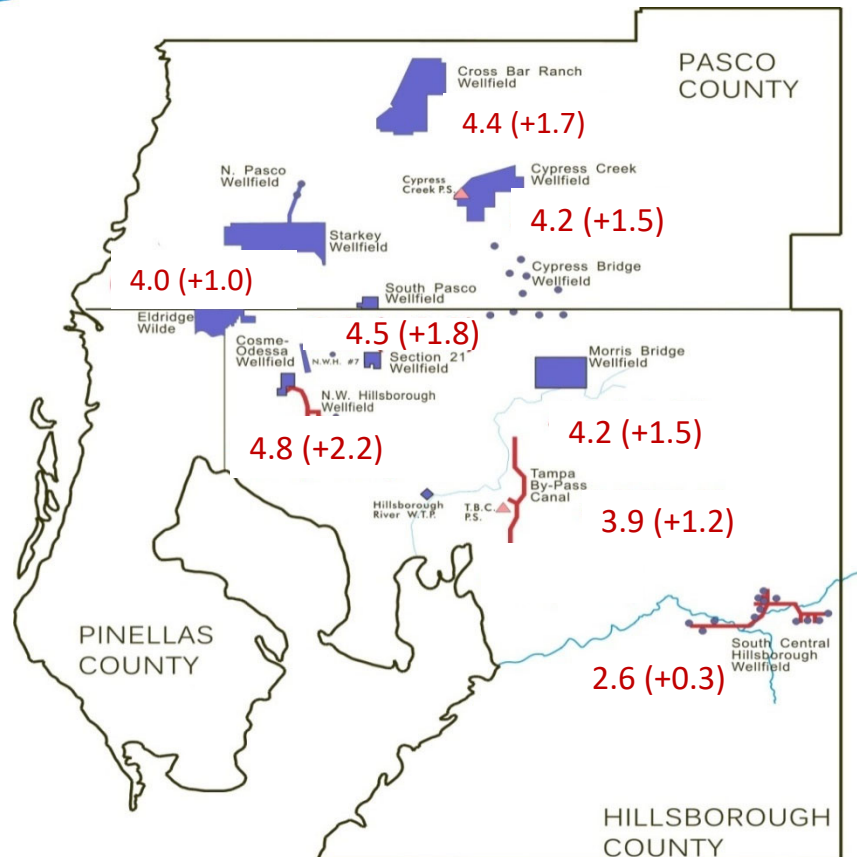 PASCO
COUNTY
Cross Bar Ranch
Wellfield
4.4 (+1.7)
N. Pasco
Wellfield
Cypress
Creek P.S.
Cypress Creek
Wellfield
4.2 (+1.5)
Starkey
Wellfield
4.0 (+1.0)
Cypress Bridge
Wellfield
South Pasco
Wellfield
Eldridge
Wilde
4.5 (+1.8)
Cosme-
Odessa
Wellfield
N.W.H. #7
Section 21
Wellfield
Morris Bridge
Wellfield
N.W. Hillsborough
Wellfield
4.8 (+2.2)
4.2 (+1.5)
Tampa
By-Pass
Canal
Hillsborough
River W.T.P.
T.B.C.
P.S.
3.9 (+1.2)
PINELLAS
COUNTY
South Central
Hillsborough
Wellfield
2.6 (+0.3)
HILLSBOROUGH
COUNTY